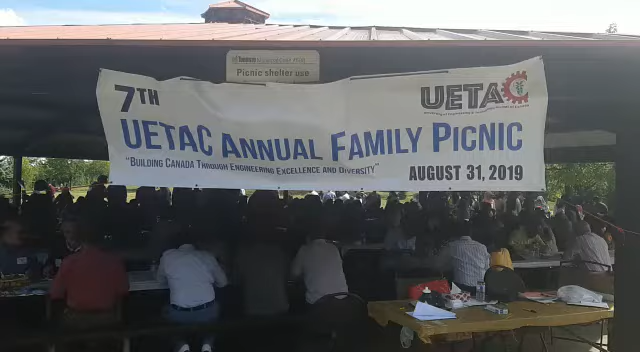 Picnic shelter use
7TH
UETAC
UETAC ANNUAL FAMILY PICNIC
"BUILDING CANADA THROUGH ENGINEERING EXCELLENCE AND DIVERSITY"
AUGUST 31, 2019